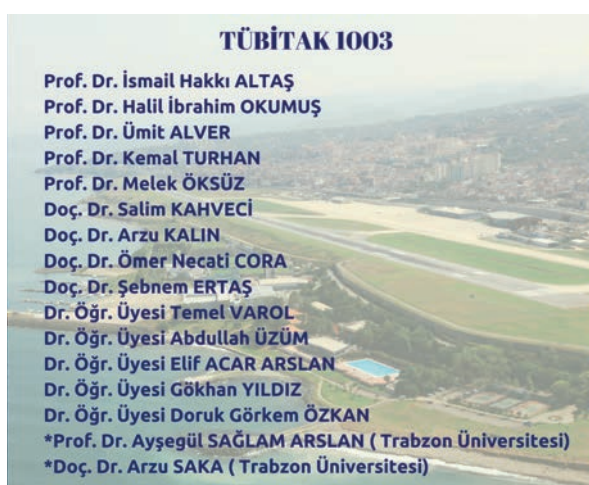 TÜBİTAK 1003
Prof. Dr. İsmail Hakkı ALTAŞ
Prof. Dr. Halil İbrahim OKUMUŞ
Prof. Dr. Ümit ALVER
Prof. Dr. Kemal TURHAN
Prof. Dr. Melek ÖKSÜZ
Doç. Dr. Salim KAHVECİ
Doç. Dr. Arzu KALIN
Doç. Dr. Ömer Necati CORA
Doç. Dr. Şebnem ERTAŞ
Dr. Öğr. Üyesi Temel VAROL
Dr. Öğr. Üyesi Abdullah ÜZÜM
Dr. Öğr. Üyesi Elif ACAR ARSLAN
Dr. Öğr. Üyesi Gökhan YILDIZ
Dr. Öğr. Üyesi Doruk Görkem ÖZKAN
*Prof. Dr. Ayşegül SAĞLAM ARSLAN ( Trabzon Üniversitesi)
*Doç. Dr. Arzu SAKA ( Trabzon Üniversitesi)